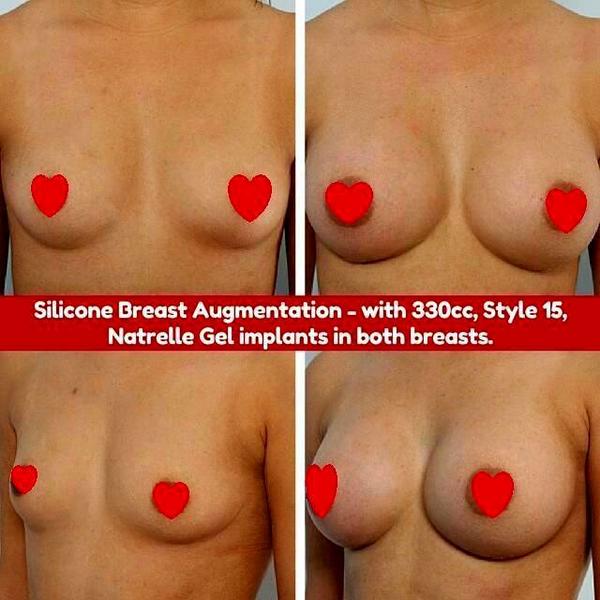 Silicone Breast Augmentation - with 330cc, Style 15,
Natrelle Gel implants in both breasts.